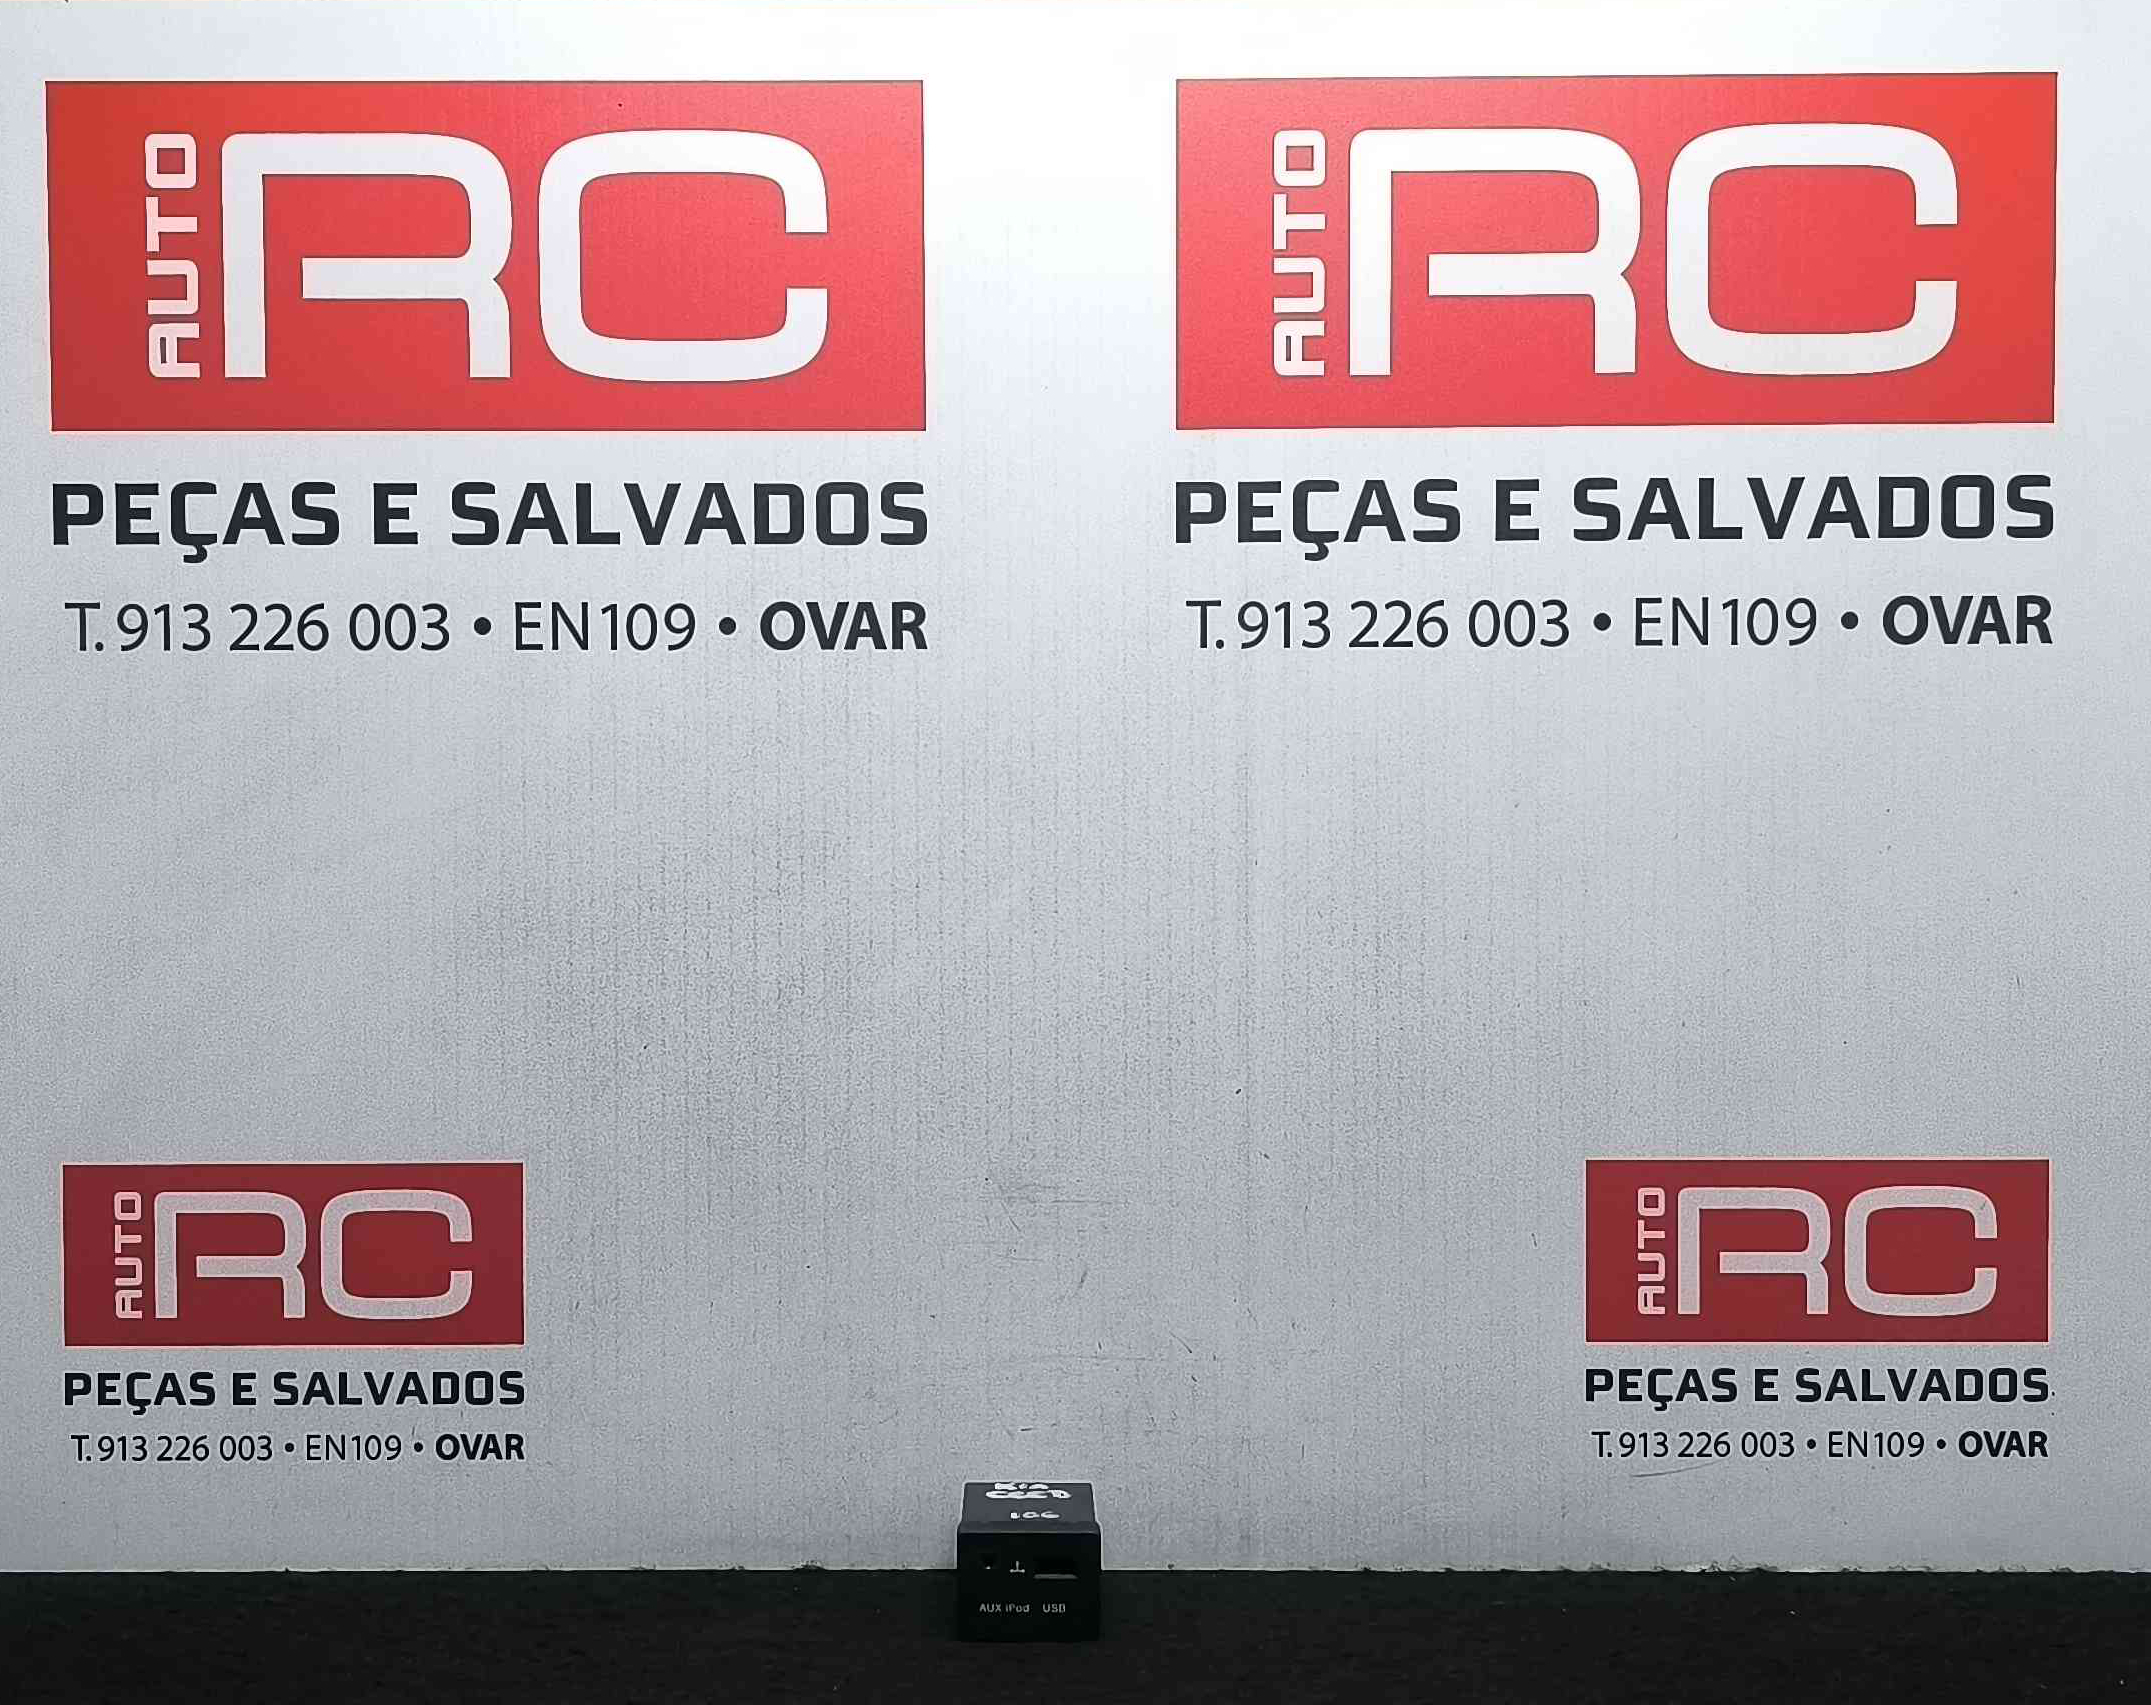 AUTO RC
PEÇAS E SALVADOS
T. 913 226 003 • EN109 • OVAR
AUTO RC
PEÇAS E SALVADOS
T. 913 226 003 • EN109 • OVAR
AUTO RC
PEÇAS E SALVADOS
T. 913 226 003 • EN109 • OVAR
AUTO RC
PEÇAS E SALVADOS
T. 913 226 003 • EN109 • OVAR
KIA
CEED
AUX iPod USB